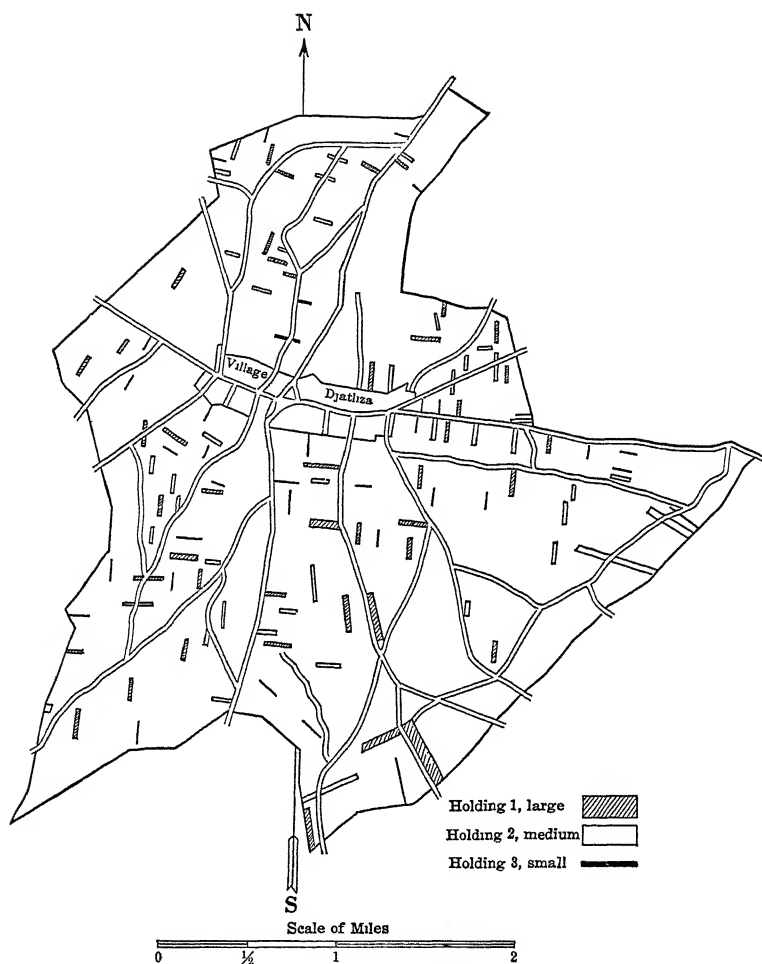 N
Village
Djatliza
Holding 1, large
Holding 2, medium
Holding 3, small
S
Scale of Miles
0 ½ 1 2